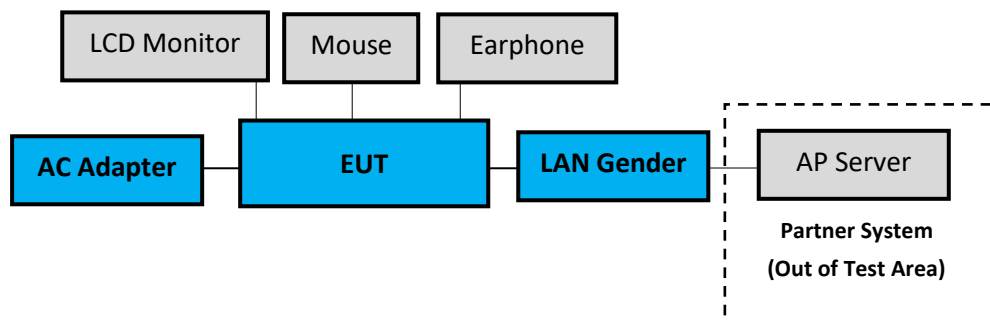 LCD Monitor
Mouse
Earphone
AC Adapter
EUT
LAN Gender
AP Server
Partner System
(Out of Test Area)